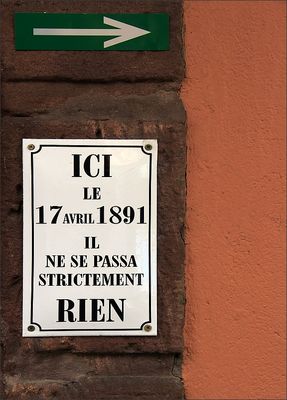 ICI
LE
17 AVRIL 1891
IL
NE SE PASSA
STRICTEMENT
RIEN